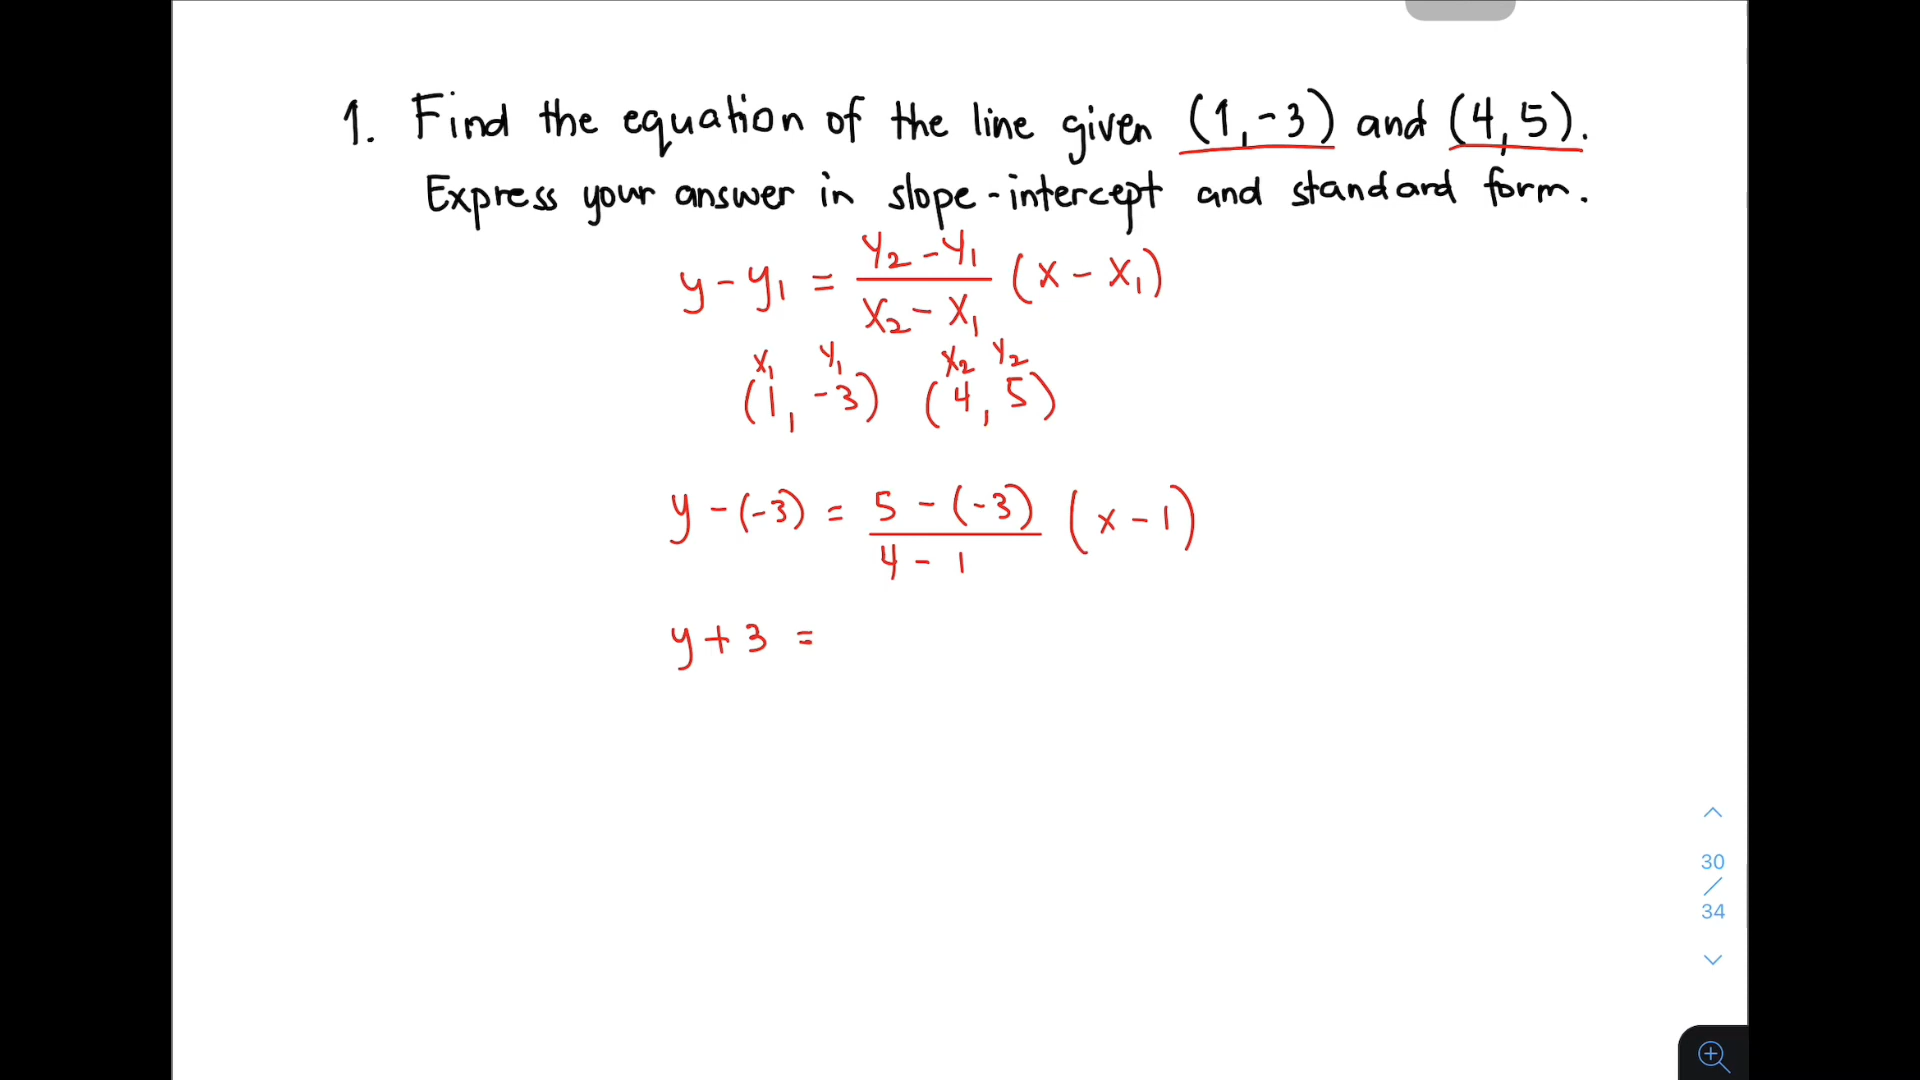 1. Find the equation of the line given (1,-3) and (4,5).
Express your answer in slope-intercept and standard form.
y - y₁ = (y₂ - y₁)/(x₂ - x₁) (x - x₁)
x₁ y₁ x₂ y₂
(1, -3) (4, 5)
y - (-3) = (5 - (-3))/(4 - 1) (x - 1)
y + 3 =
30
/
34